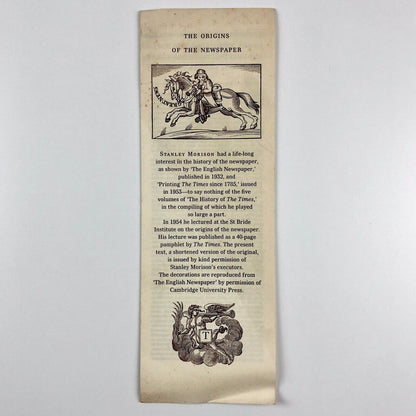 THE ORIGINS
OF THE NEWSPAPER
STANLEY MORISON had a life-long
interest in the history of the newspaper,
as shown by 'The English Newspaper,'
published in 1932, and
'Printing The Times since 1785,' issued
in 1953—to say nothing of the five
volumes of 'The History of The Times,'
in the compiling of which he played
so large a part.
In 1954 he lectured at the St Bride
Institute on the origins of the newspaper.
His lecture was published as a 40-page
pamphlet by The Times. The present
text, a shortened version of the original,
is issued by kind permission of
Stanley Morison's executors.
The decorations are reproduced from
'The English Newspaper' by permission of
Cambridge University Press.
T